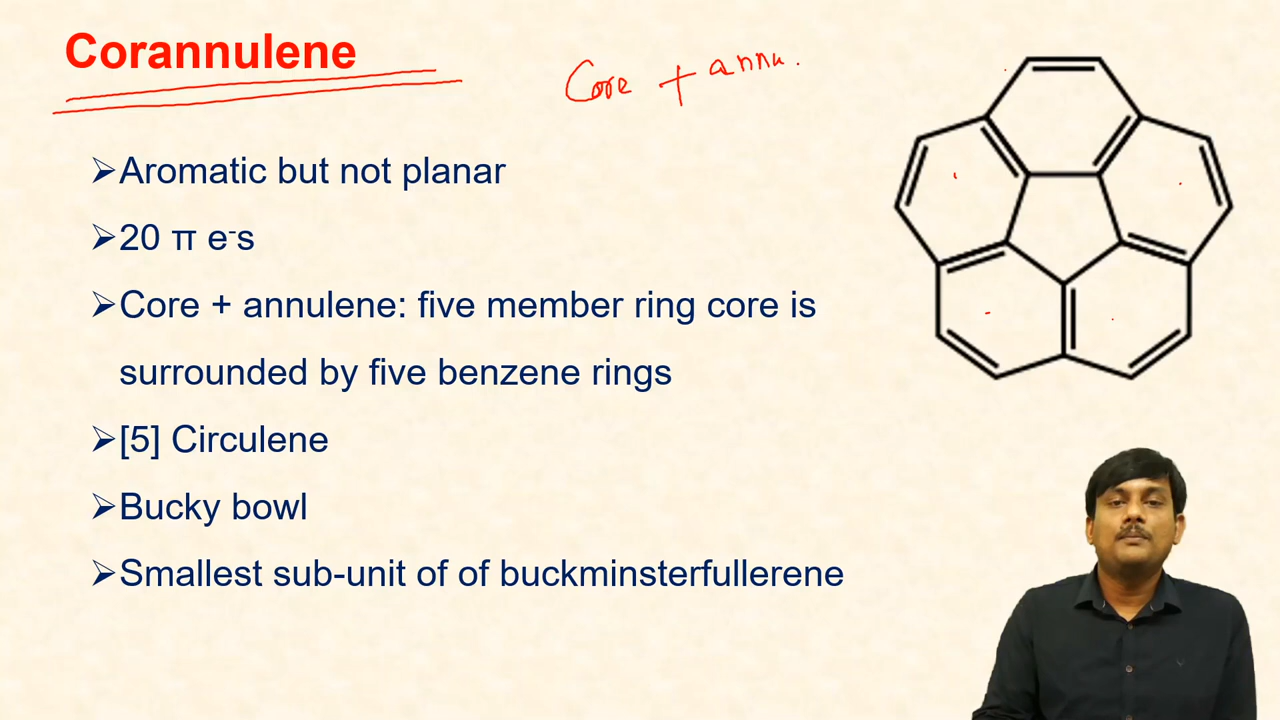 Corannulene
Core + annu.
➢Aromatic but not planar
➢20 π e⁻s
➢Core + annulene: five member ring core is
surrounded by five benzene rings
➢[5] Circulene
➢Bucky bowl
➢Smallest sub-unit of of buckminsterfullerene